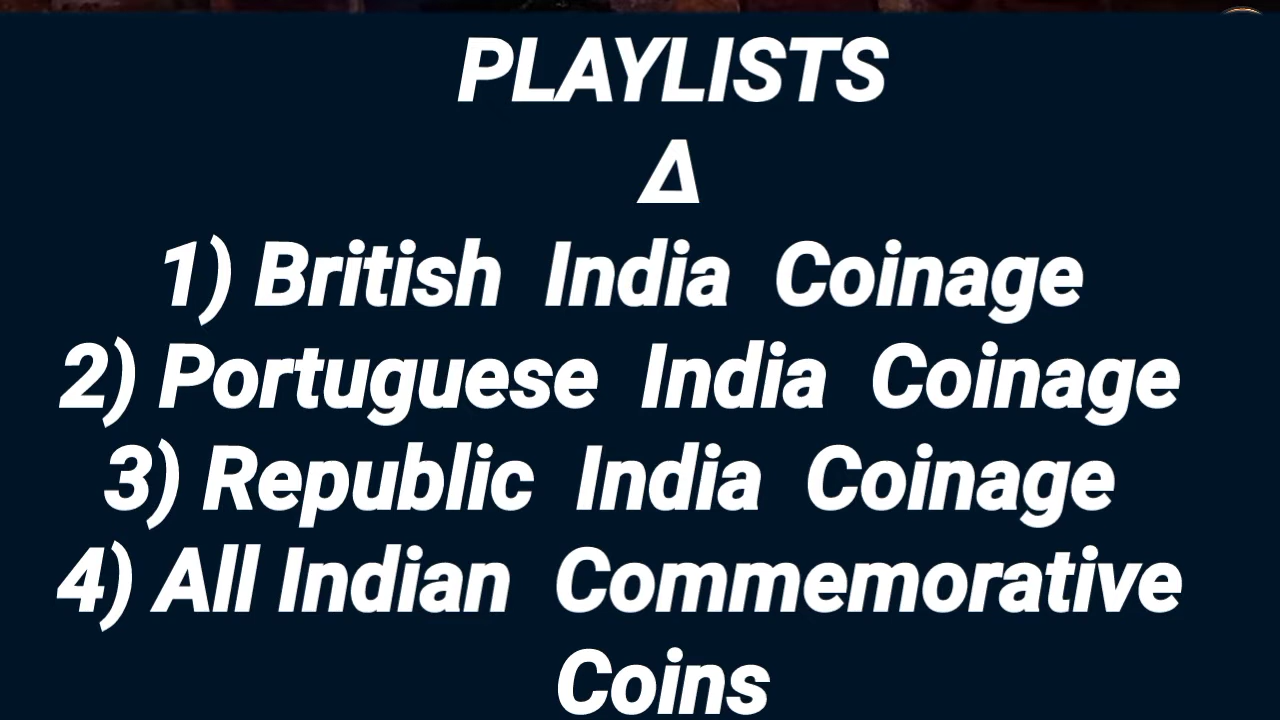 PLAYLISTS
Δ
1) British India Coinage
2) Portuguese India Coinage
3) Republic India Coinage
4) All Indian Commemorative
Coins